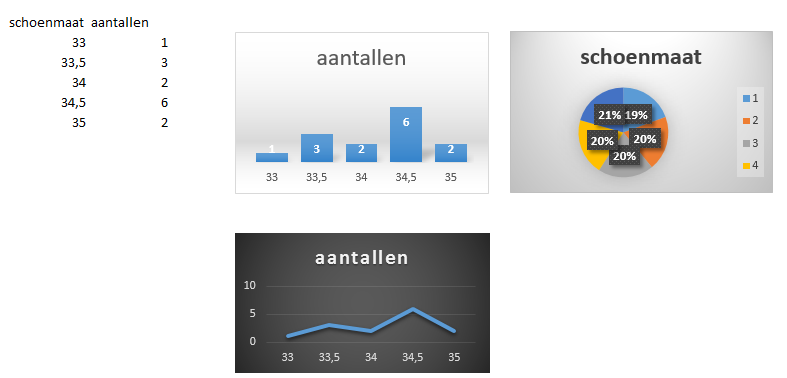 schoenmaat aantallen
33 1
33,5 3
34 2
34,5 6
35 2
aantallen
1 3 2 6 2
33 33,5 34 34,5 35
schoenmaat
21% 19%
20% 20%
20%
1
2
3
4
aantallen
10
5
0
33 33,5 34 34,5 35